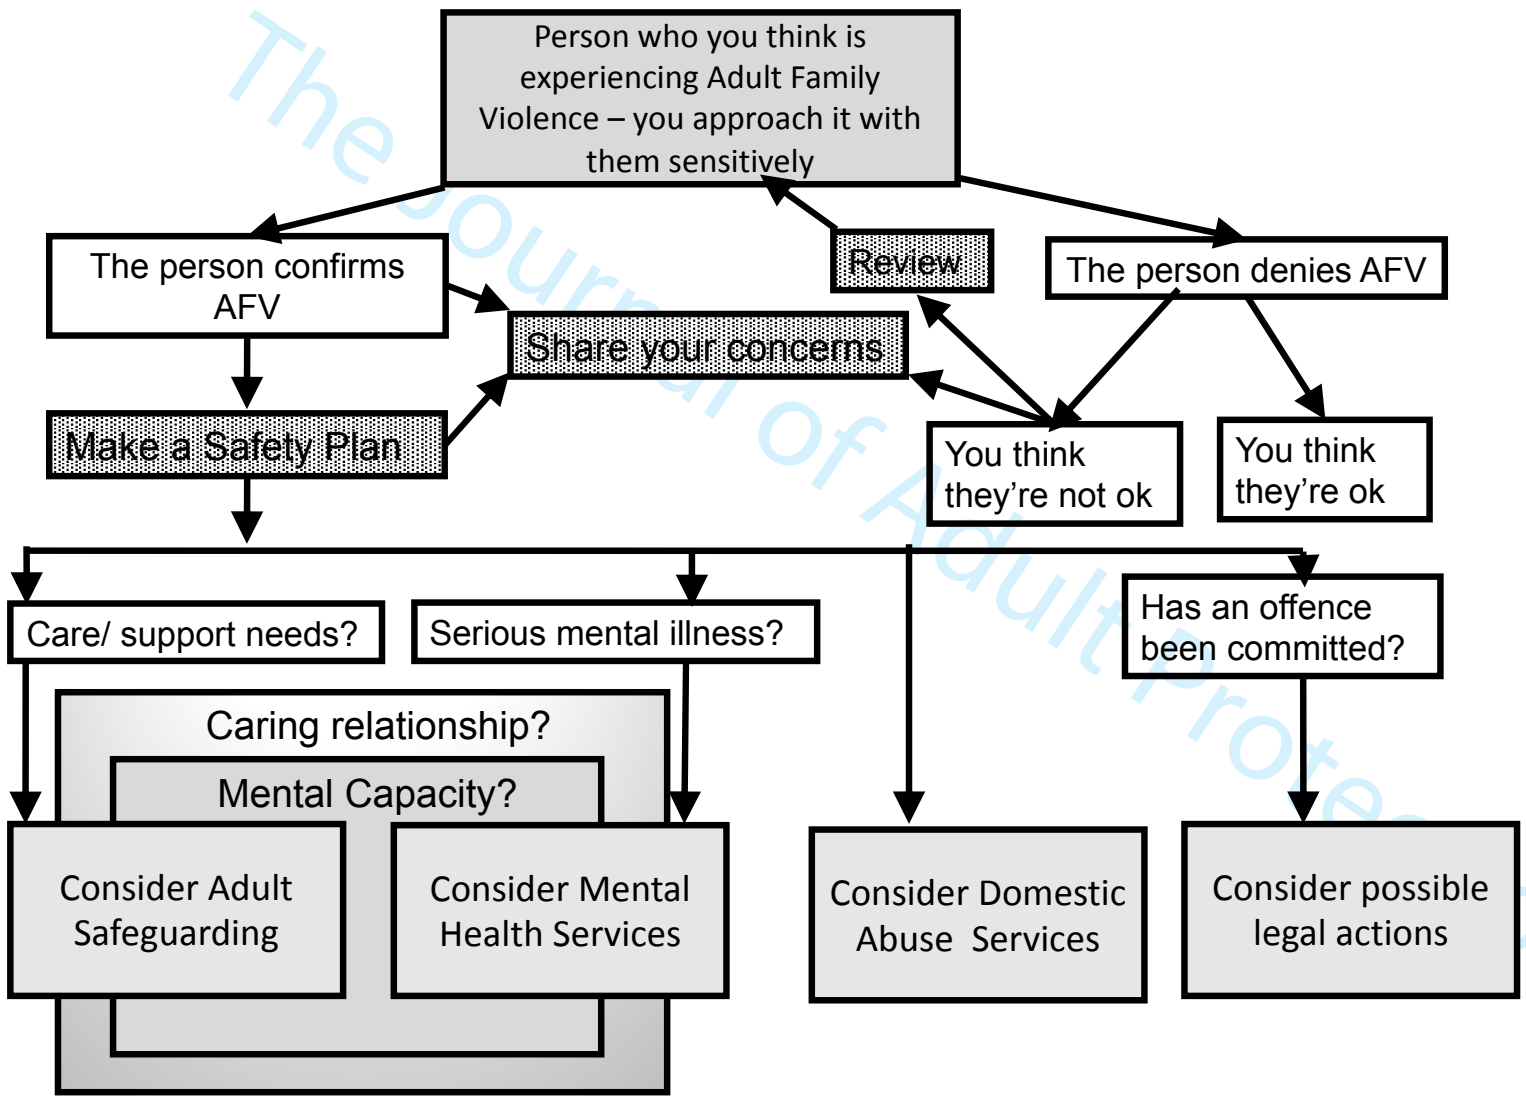 Person who you think is
experiencing Adult Family
Violence – you approach it with
them sensitively
The person confirms
AFV
Review
The person denies AFV
Share your concerns
Make a Safety Plan
You think
they're not ok
You think
they're ok
Care/ support needs?
Serious mental illness?
Has an offence
been committed?
Caring relationship?
Mental Capacity?
Consider Adult
Safeguarding
Consider Mental
Health Services
Consider Domestic
Abuse  Services
Consider possible
legal actions
The Journal of Adult Protec